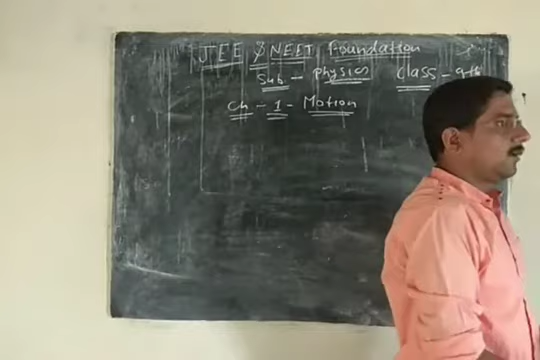 JEE & NEET Foundation
Sub - Physics Class - 9th
Ch - 1 - Motion